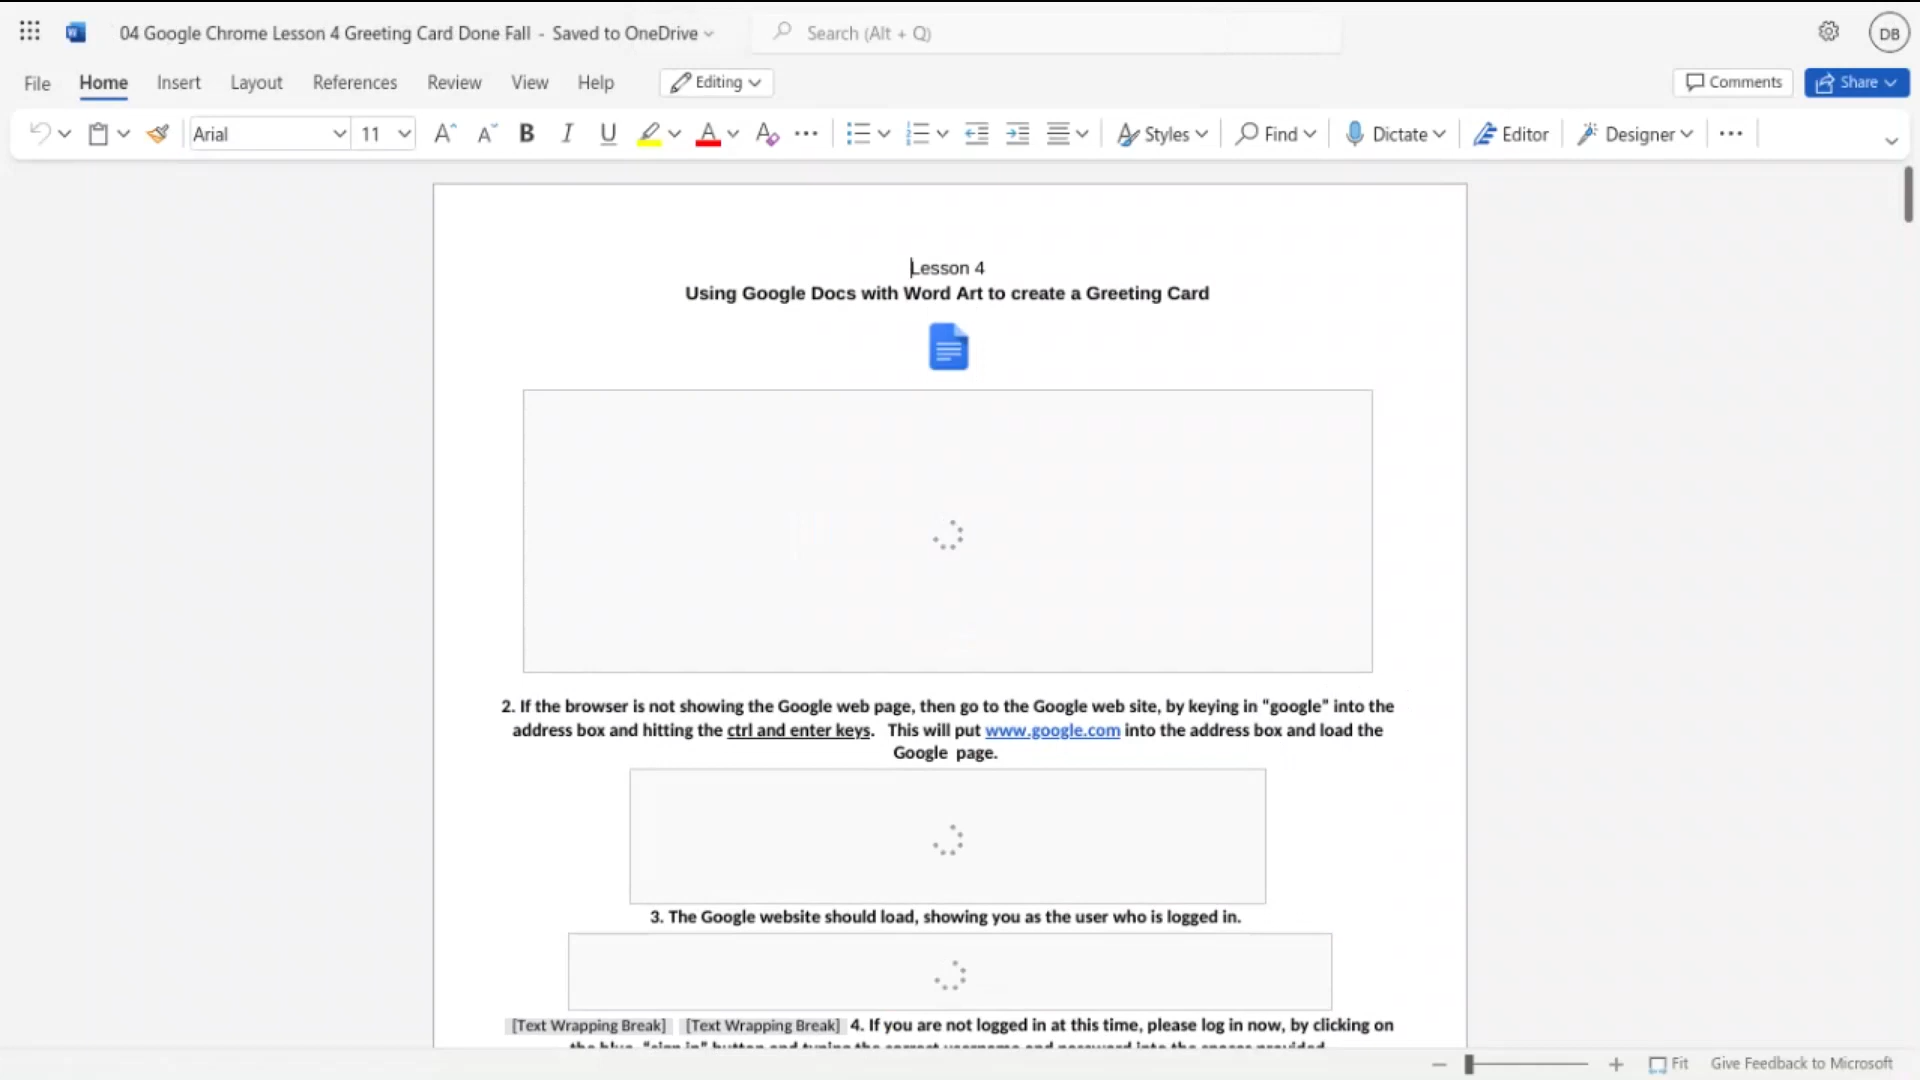 04 Google Chrome Lesson 4 Greeting Card Done Fall - Saved to OneDrive
Search (Alt + Q)
DB
File Home Insert Layout References Review View Help Editing Comments Share
Arial 11 A A B I U A A Styles Find Dictate Editor Designer
Lesson 4
Using Google Docs with Word Art to create a Greeting Card
2. If the browser is not showing the Google web page, then go to the Google web site, by keying in “google” into the
address box and hitting the ctrl and enter keys. This will put www.google.com into the address box and load the
Google page.
3. The Google website should load, showing you as the user who is logged in.
[Text Wrapping Break] [Text Wrapping Break] 4. If you are not logged in at this time, please log in now, by clicking on
the blue "sign in" button and typing the correct username and password into the spaces provided
Fit Give Feedback to Microsoft